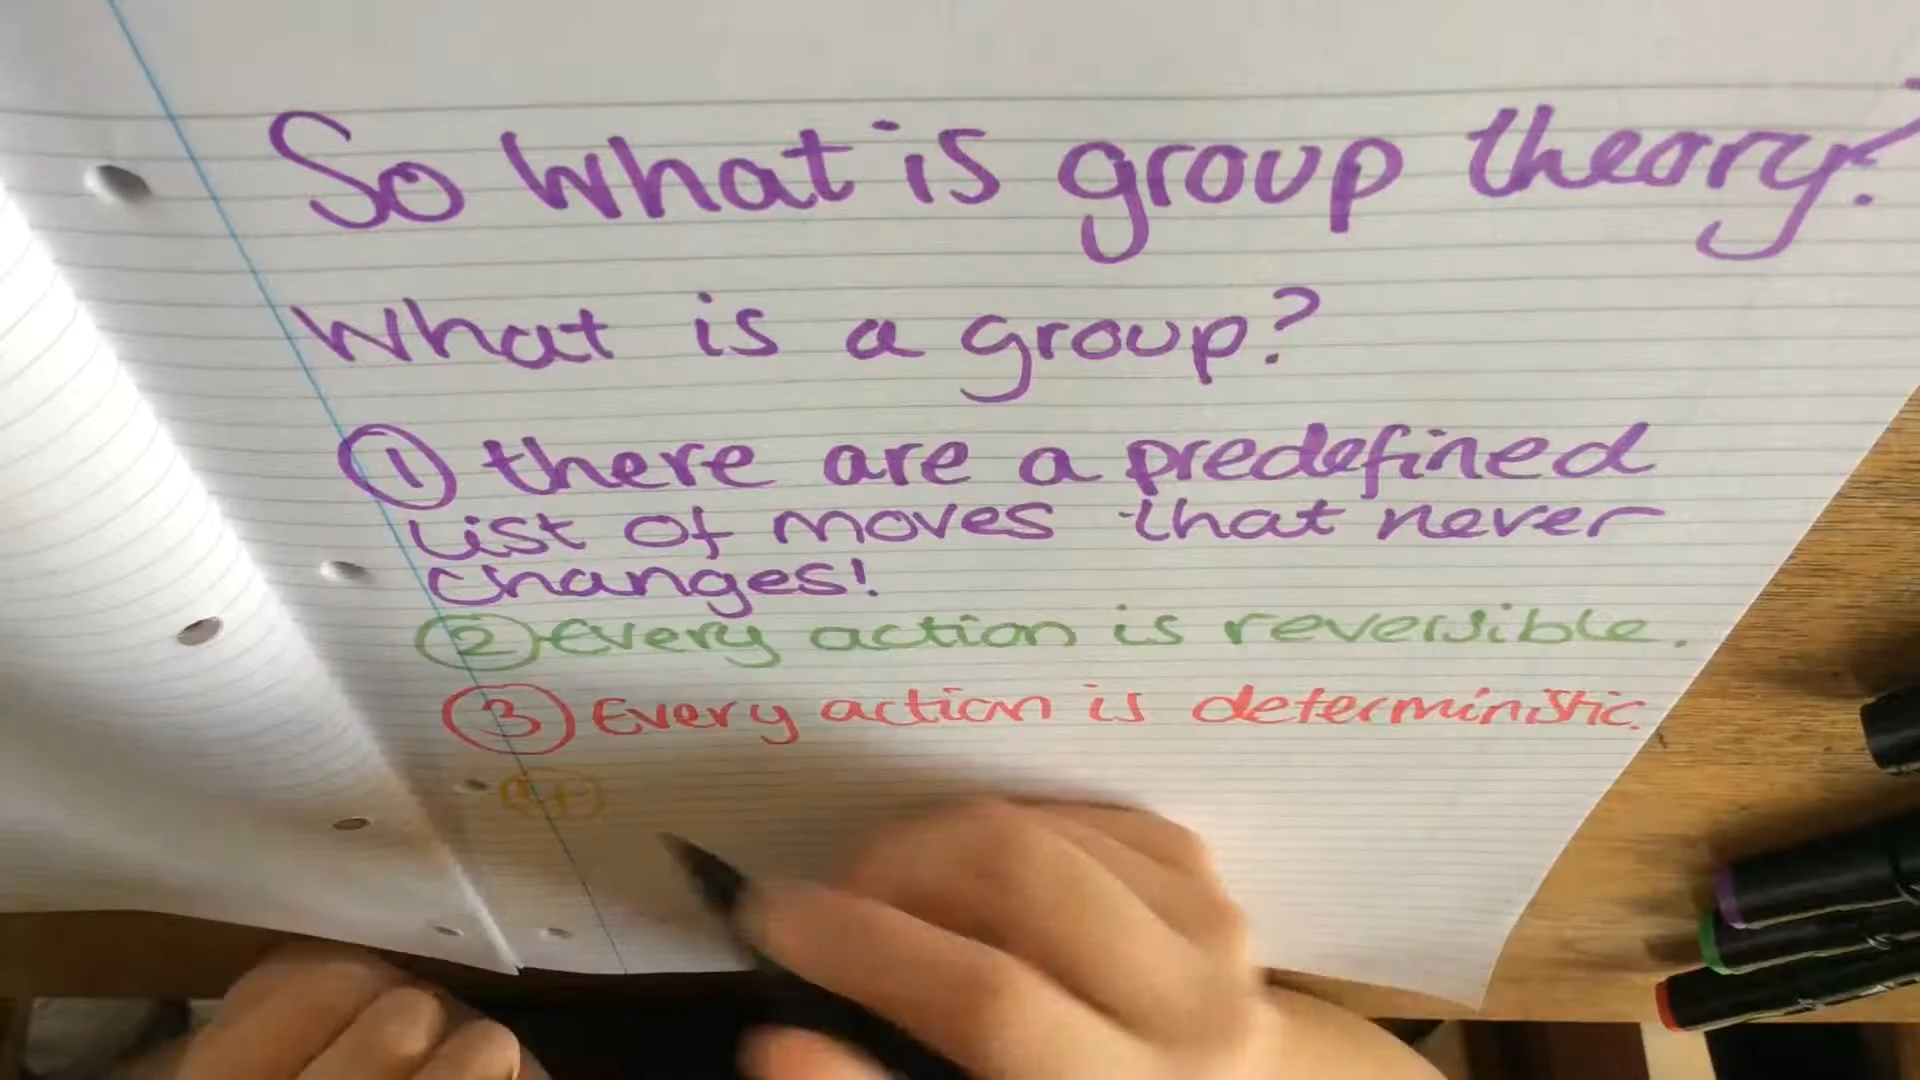 So what is group theory?
What is a group?
① there are a predefined
list of moves that never
changes!
② Every action is reversible.
③ Every action is deterministic.
④